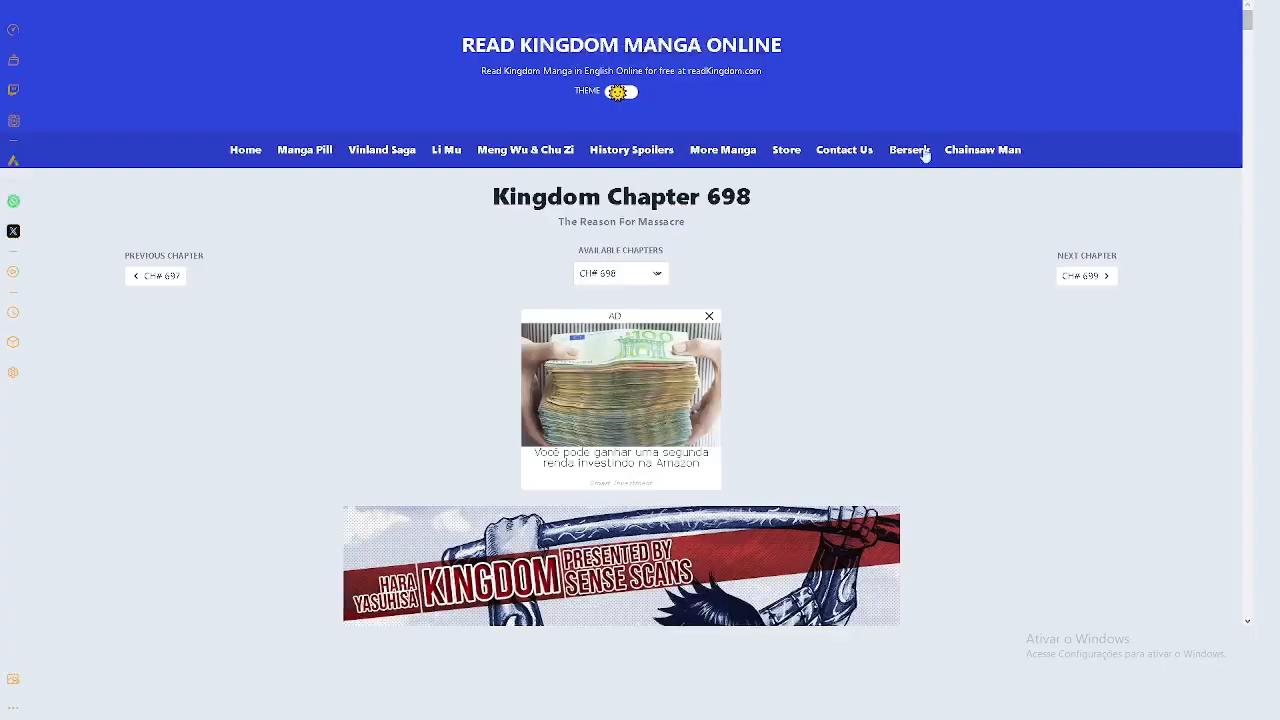 READ KINGDOM MANGA ONLINE
Read Kingdom Manga in English Online for free at readKingdom.com
THEME
Home Manga Pill Vinland Saga Li Mu Meng Wu & Chu Zi History Spoilers More Manga Store Contact Us Berserk Chainsaw Man
Kingdom Chapter 698
The Reason For Massacre
PREVIOUS CHAPTER
CH# 697
AVAILABLE CHAPTERS
CH# 698
NEXT CHAPTER
CH# 699
AD
100
Você pode ganhar uma segunda
renda investindo na Amazon
Smart Investment
HARA
YASUHISA
KINGDOM
PRESENTED BY
SENSE SCANS
Ativar o Windows
Acesse Configurações para ativar o Windows.